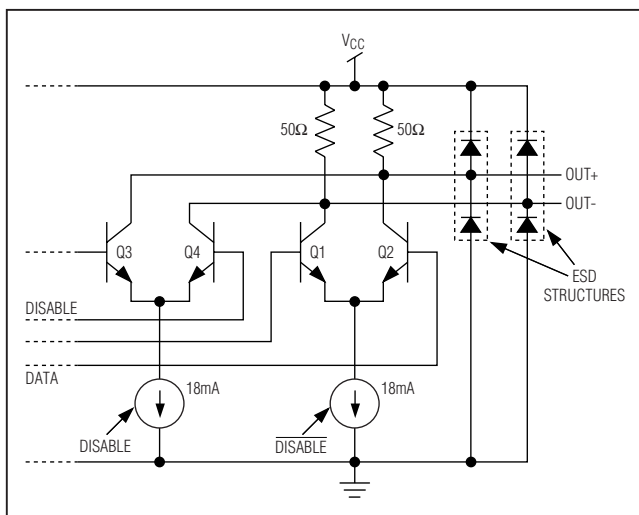 VCC
50Ω
50Ω
OUT+
OUT-
Q3
Q4
Q1
Q2
ESD
STRUCTURES
DISABLE
DATA
18mA
18mA
DISABLE
DISABLE